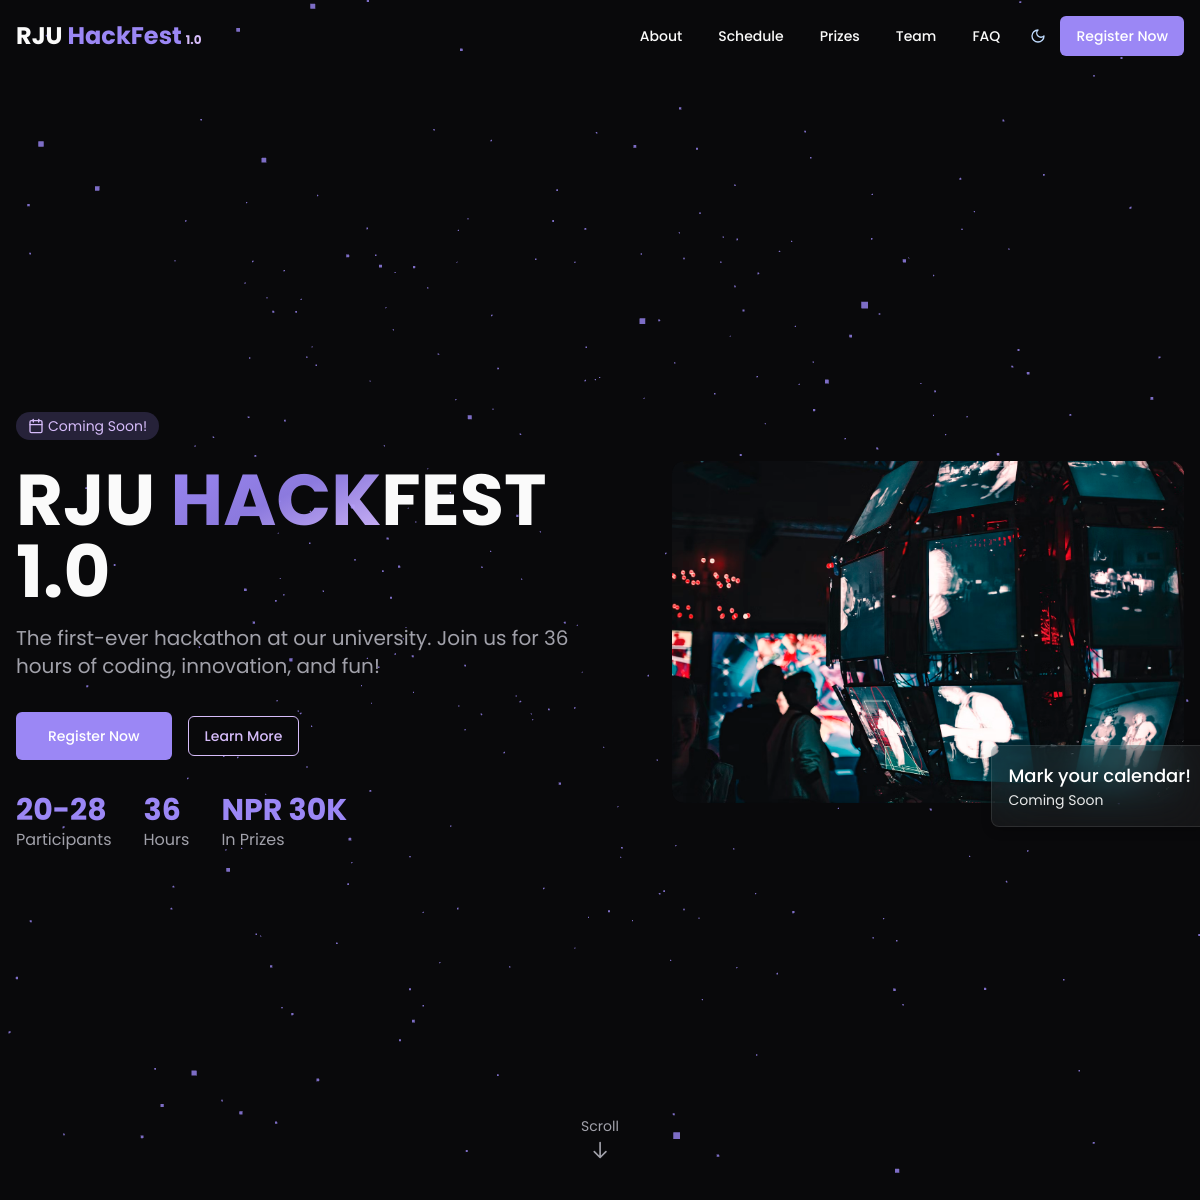 RJU HackFest 1.0
About
Schedule
Prizes
Team
FAQ
Register Now
Coming Soon!
RJU HACKFEST
1.0
The first-ever hackathon at our university. Join us for 36
hours of coding, innovation, and fun!
Register Now
Learn More
20-28
Participants
36
Hours
NPR 30K
In Prizes
Mark your calendar!
Coming Soon
Scroll